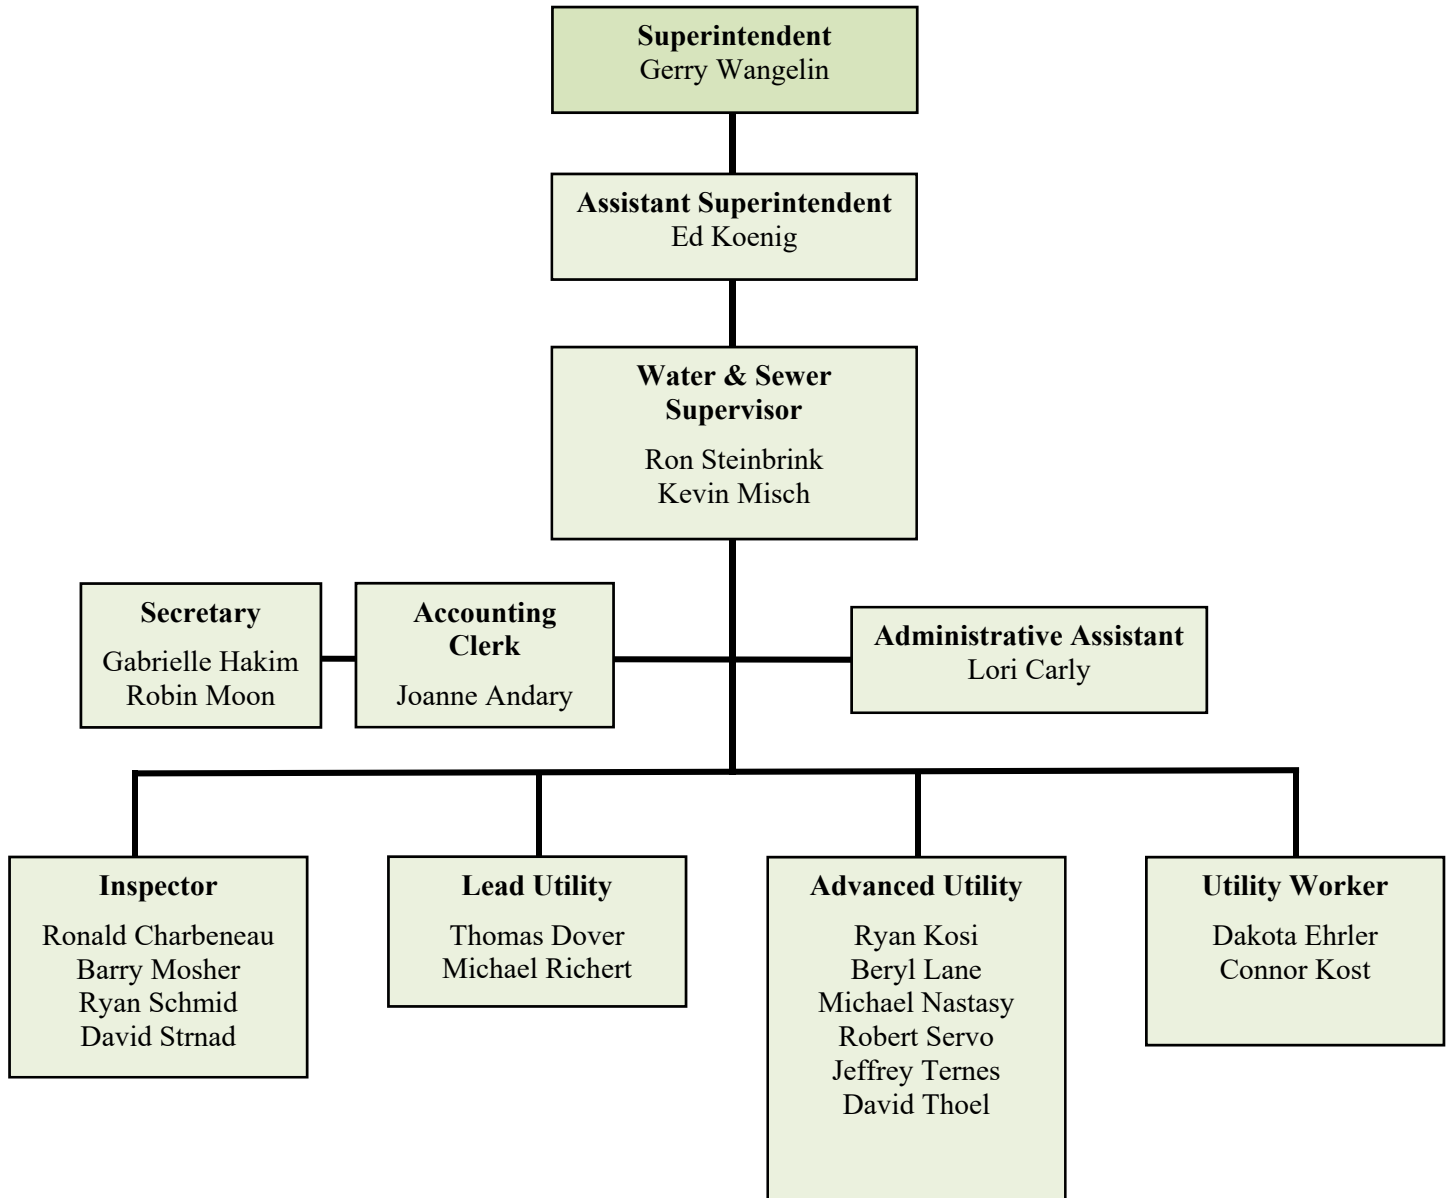 Superintendent
Gerry Wangelin
Assistant Superintendent
Ed Koenig
Water & Sewer
Supervisor
Ron Steinbrink
Kevin Misch
Secretary
Gabrielle Hakim
Robin Moon
Accounting
Clerk
Joanne Andary
Administrative Assistant
Lori Carly
Inspector
Ronald Charbeneau
Barry Mosher
Ryan Schmid
David Strnad
Lead Utility
Thomas Dover
Michael Richert
Advanced Utility
Ryan Kosi
Beryl Lane
Michael Nastasy
Robert Servo
Jeffrey Ternes
David Thoel
Utility Worker
Dakota Ehrler
Connor Kost